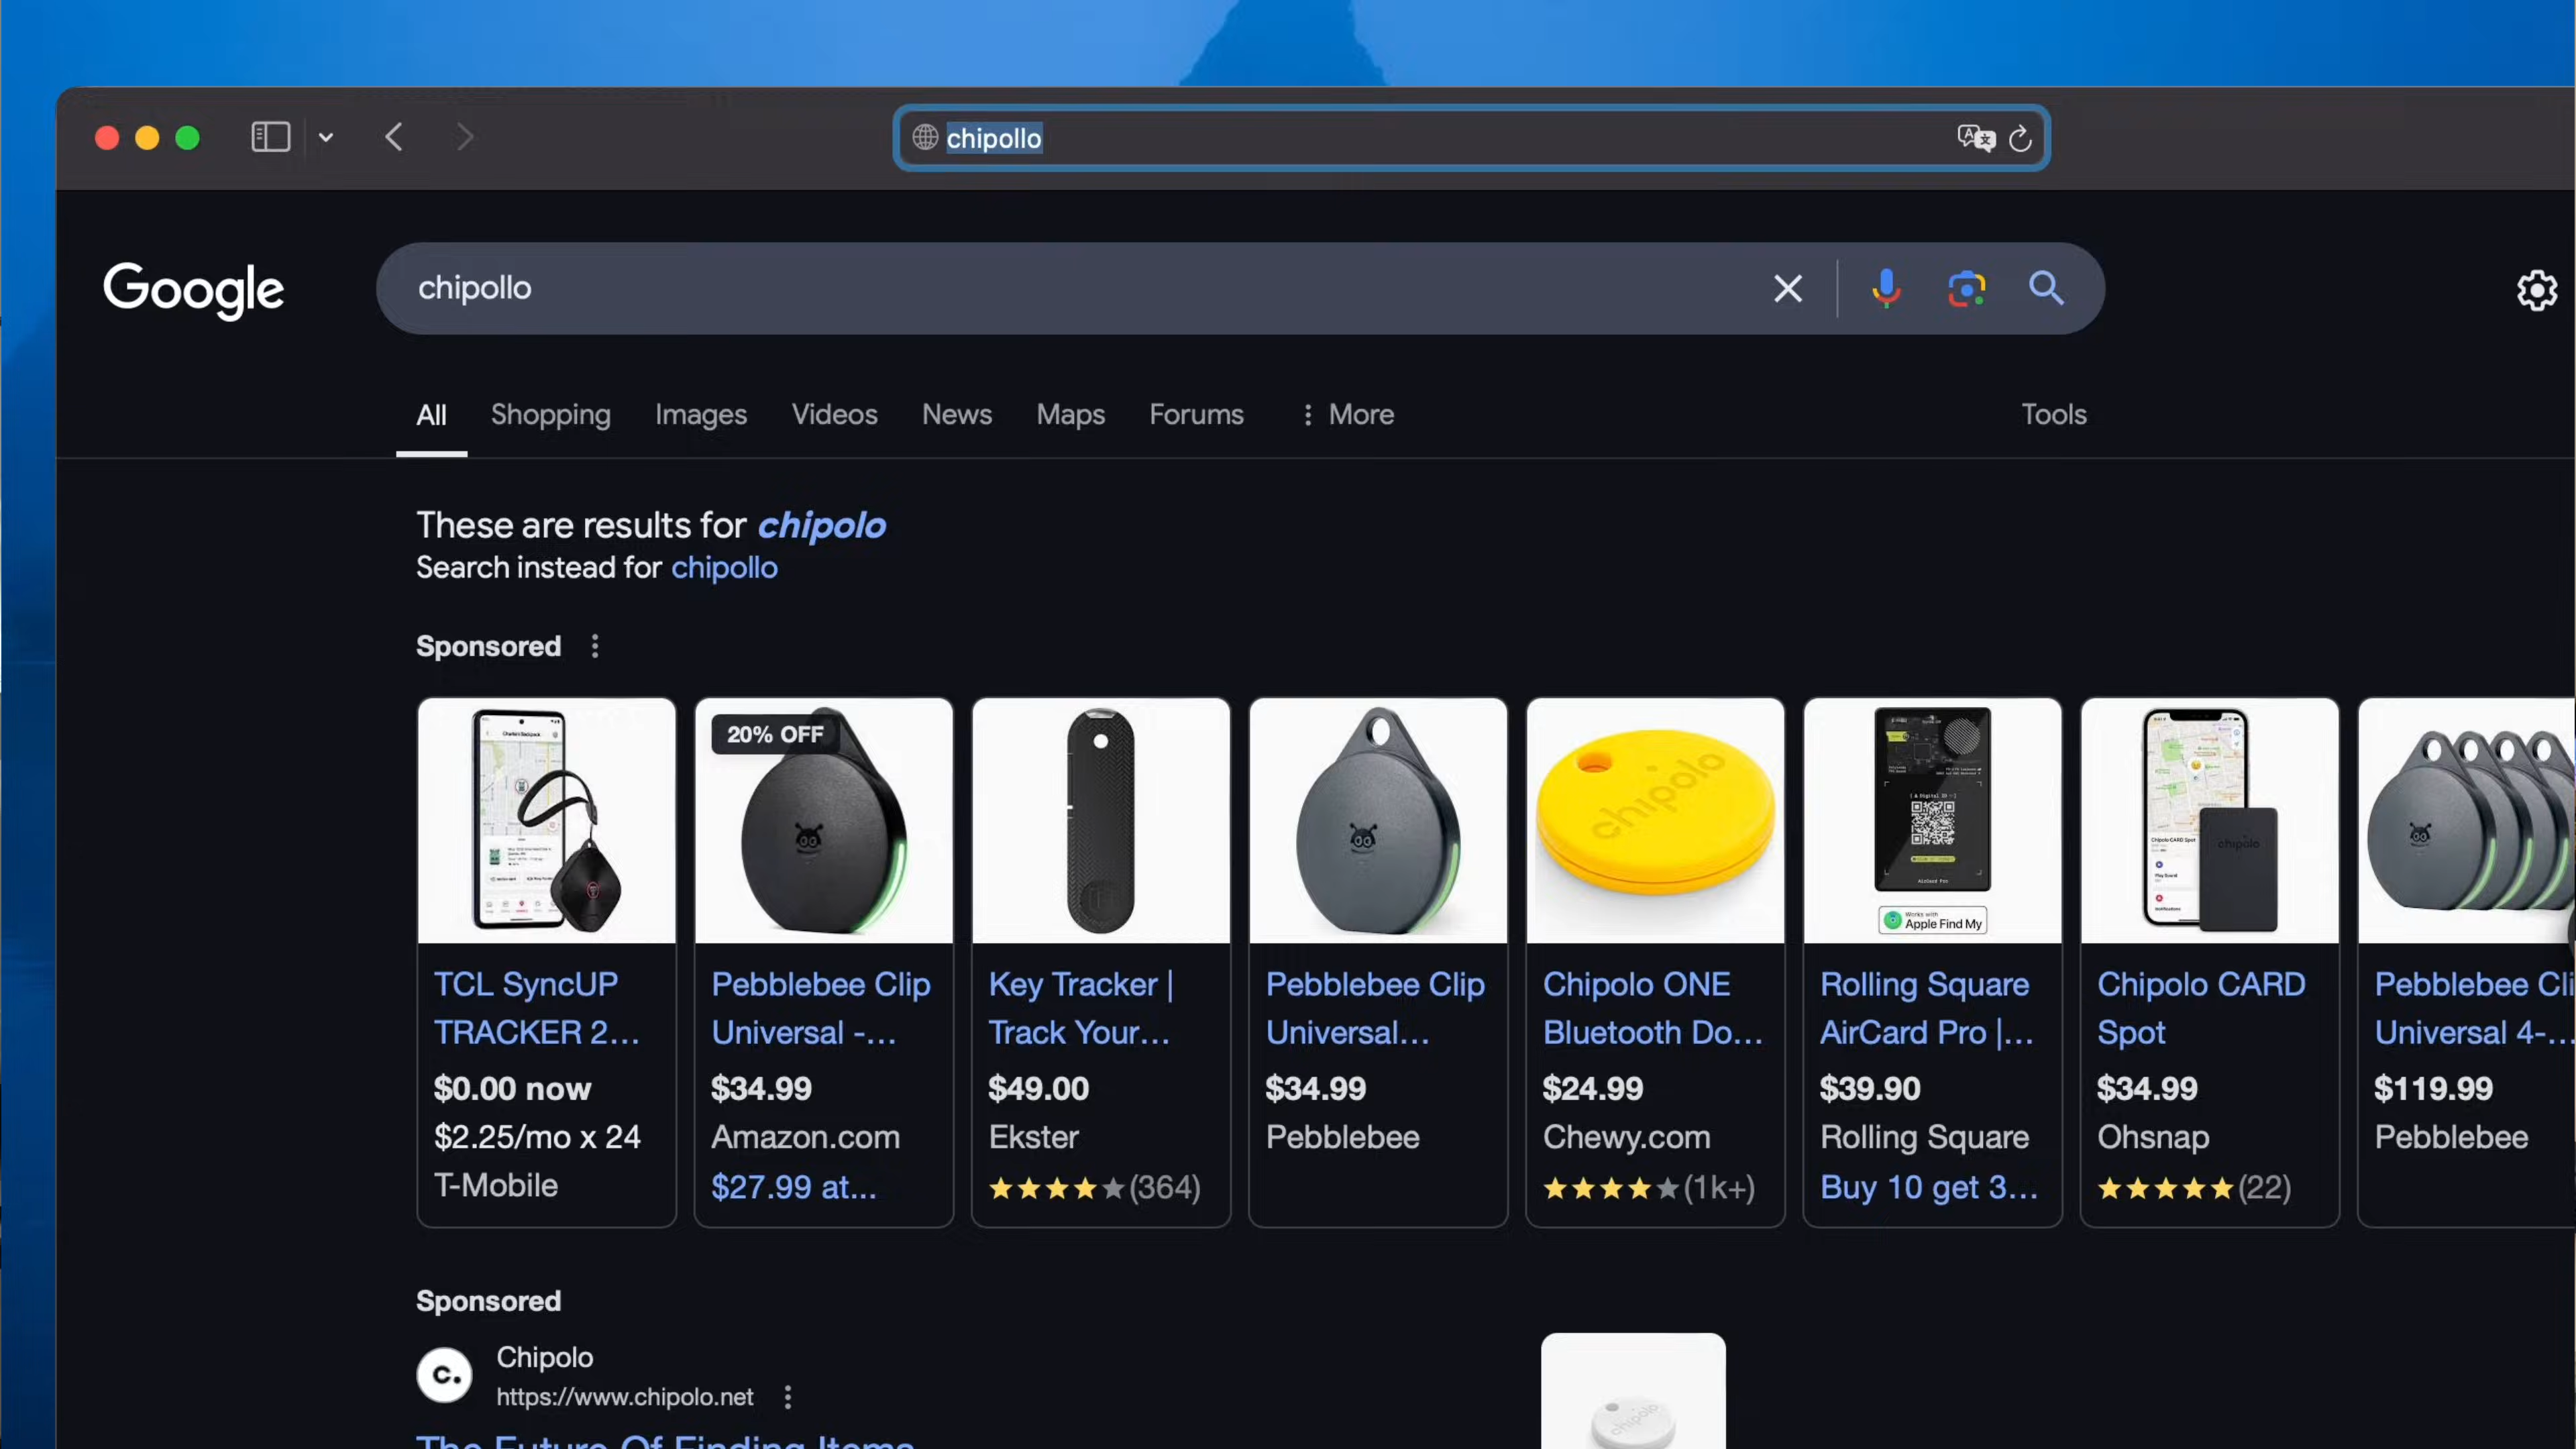 chipollo
Google
chipollo
All Shopping Images Videos News Maps Forums More Tools
These are results for chipolo
Search instead for chipollo
Sponsored
20% OFF
chipolo
Works with
Apple Find My
chipolo
TCL SyncUP
TRACKER 2...
$0.00 now
$2.25/mo x 24
T-Mobile
Pebblebee Clip
Universal -...
$34.99
Amazon.com
$27.99 at...
Key Tracker |
Track Your...
$49.00
Ekster
(364)
Pebblebee Clip
Universal...
$34.99
Pebblebee
Chipolo ONE
Bluetooth Do...
$24.99
Chewy.com
(1k+)
Rolling Square
AirCard Pro |...
$39.90
Rolling Square
Buy 10 get 3...
Chipolo CARD
Spot
$34.99
Ohsnap
(22)
Pebblebee Cli
Universal 4-...
$119.99
Pebblebee
Sponsored
c.
Chipolo
https://www.chipolo.net
chipolo
The Future Of Finding Items